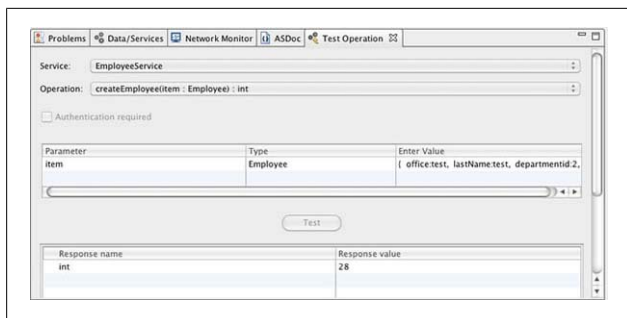 Problems Data/Services Network Monitor ASDoc Test Operation
Service: EmployeeService
Operation: createEmployee(item : Employee) : int
Authentication required
Parameter Type Enter Value
item Employee { office:test, lastName:test, departmentid:2,
Test
Response name Response value
int 28